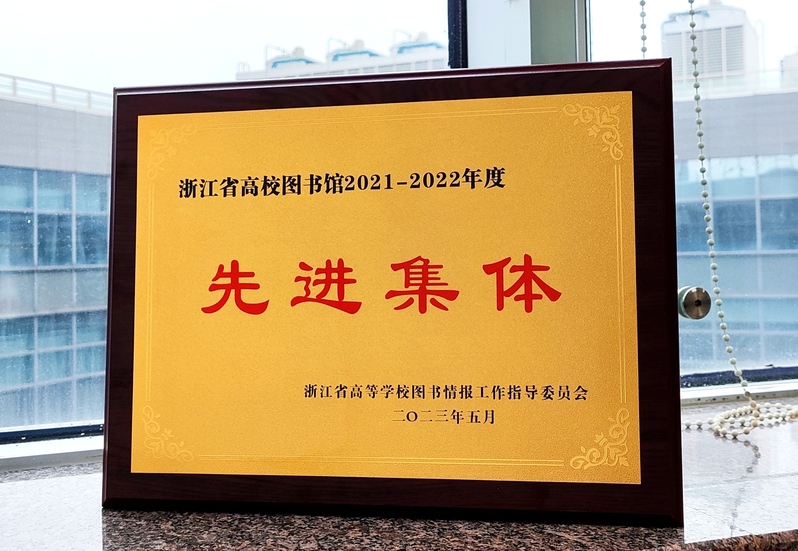 浙江省高校图书馆2021-2022年度
先进集体
浙江省高等学校图书情报工作指导委员会
二〇二三年五月